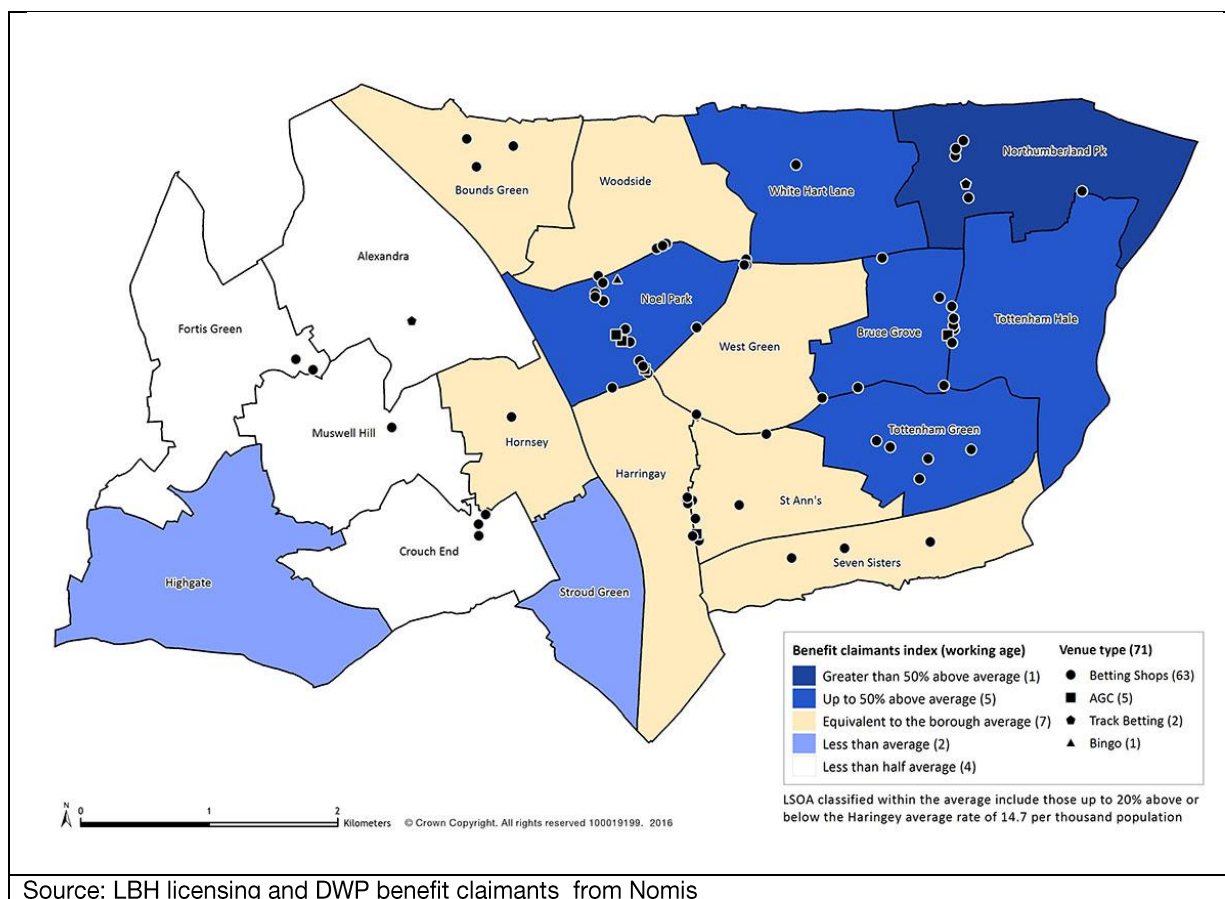 Northumberland Pk
Woodside
White Hart Lane
Bounds Green
Alexandra
Noel Park
Tottenham Hale
Fortis Green
Bruce Grove
West Green
Tottenham Green
Muswell Hill
Hornsey
Harringay
St Ann's
Crouch End
Seven Sisters
Highgate
Stroud Green
Benefit claimants index (working age)
Greater than 50% above average (1)
Up to 50% above average (5)
Equivalent to the borough average (7)
Less than average (2)
Less than half average (4)
Venue type (71)
Betting Shops (63)
AGC (5)
Track Betting (2)
Bingo (1)
LSOA classified within the average include those up to 20% above or
below the Haringey average rate of 14.7 per thousand population
N
0 1 2
Kilometers
© Crown Copyright. All rights reserved 100019199. 2016
Source: LBH licensing and DWP benefit claimants from Nomis